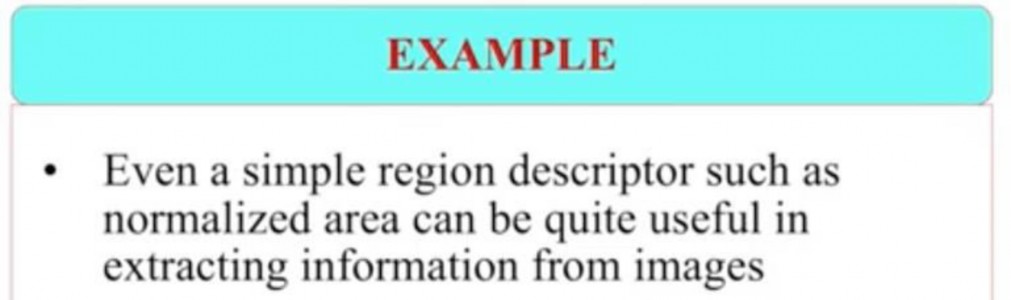 EXAMPLE
• Even a simple region descriptor such as
normalized area can be quite useful in
extracting information from images